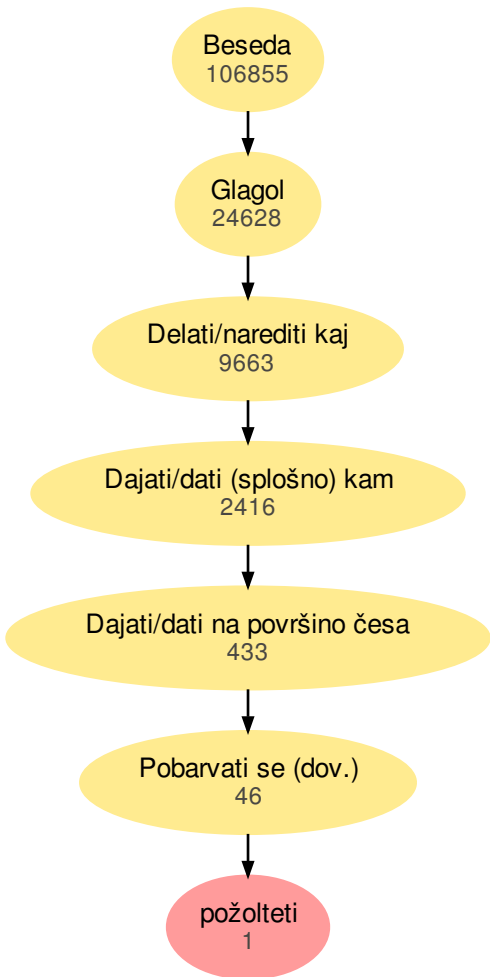 Beseda
106855
Glagol
24628
Delati/narediti kaj
9663
Dajati/dati (splošno) kam
2416
Dajati/dati na površino česa
433
Pobarvati se (dov.)
46
požolteti
1